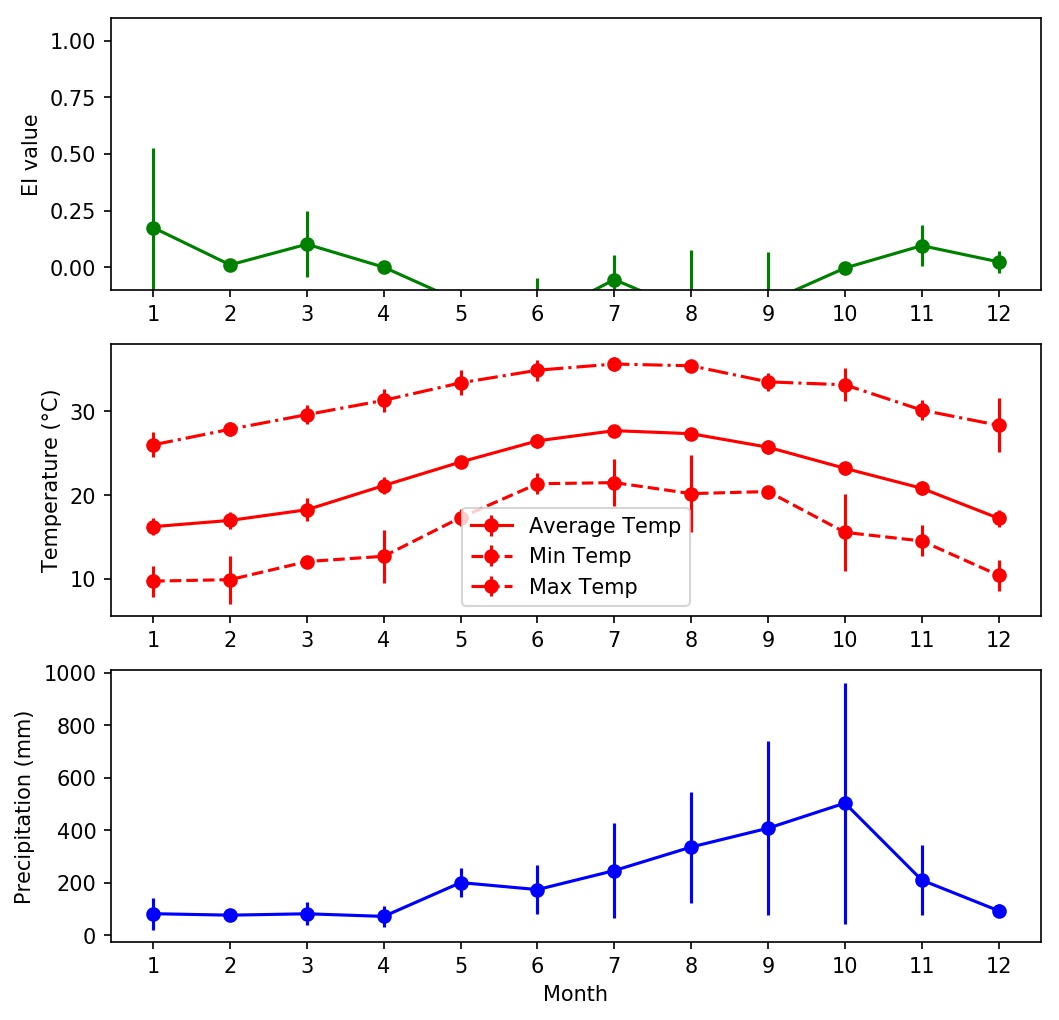 1.00
0.75
0.50
0.25
0.00
EI value
1 2 3 4 5 6 7 8 9 10 11 12
30
20
10
Temperature (°C)
Average Temp
Min Temp
Max Temp
1 2 3 4 5 6 7 8 9 10 11 12
1000
800
600
400
200
0
Precipitation (mm)
1 2 3 4 5 6 7 8 9 10 11 12
Month